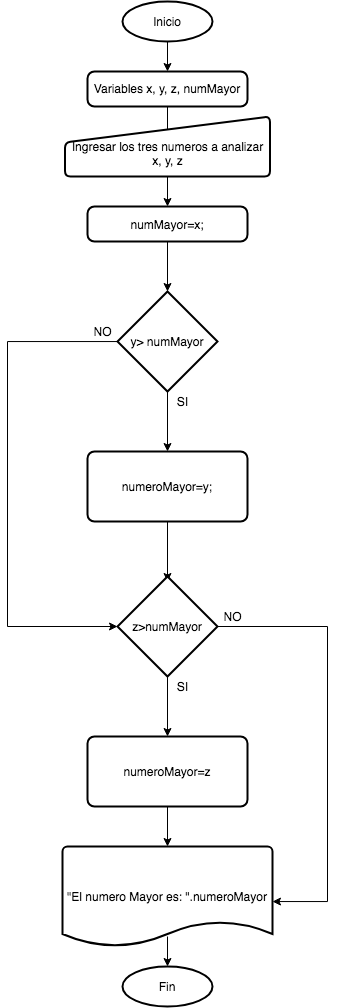 Inicio
Variables x, y, z, numMayor
Ingresar los tres numeros a analizar
x, y, z
numMayor=x;
NO
y> numMayor
SI
numeroMayor=y;
NO
z>numMayor
SI
numeroMayor=z
"El numero Mayor es: ".numeroMayor
Fin